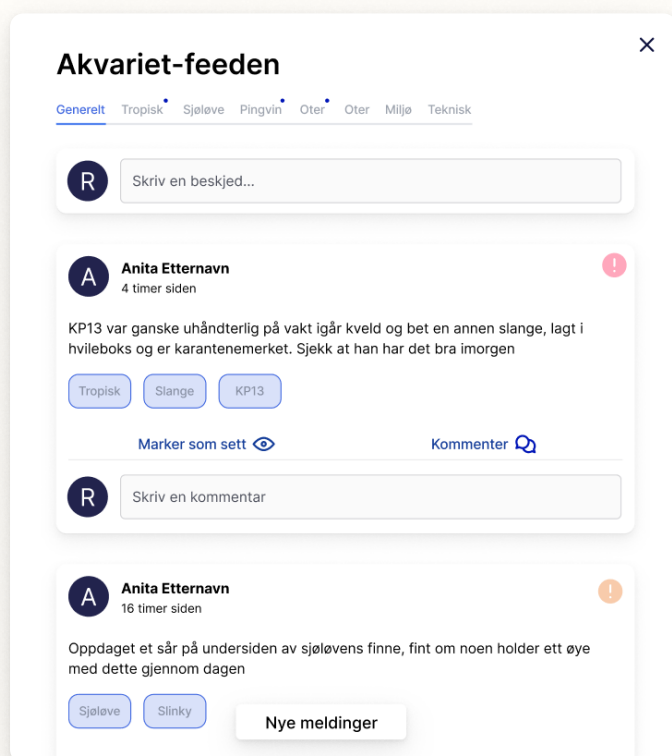 Akvariet-feeden
Generelt Tropisk Sjøløve Pingvin Oter Oter Miljø Teknisk
R Skriv en beskjed...
A Anita Etternavn !
4 timer siden
KP13 var ganske uhåndterlig på vakt igår kveld og bet en annen slange, lagt i
hvileboks og er karantenemerket. Sjekk at han har det bra imorgen
Tropisk Slange KP13
Marker som sett Kommenter
R Skriv en kommentar
A Anita Etternavn !
16 timer siden
Oppdaget et sår på undersiden av sjøløvens finne, fint om noen holder ett øye
med dette gjennom dagen
Sjøløve Slinky
Nye meldinger